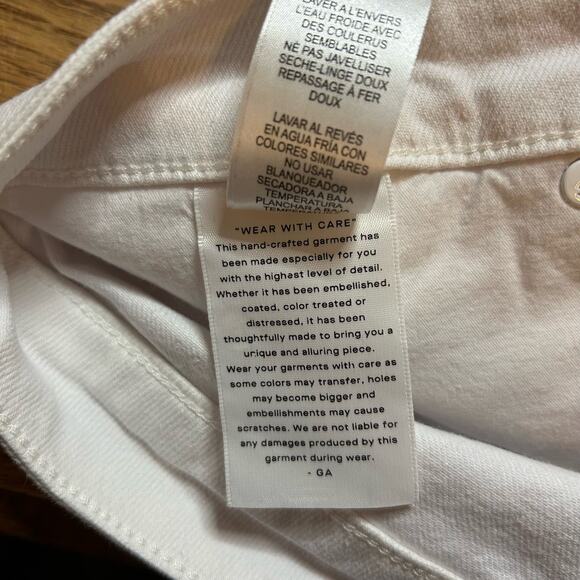 LAVER A L'ENVERS
L'EAU FROIDE AVEC
DES COULERUS
SEMBLABLES
NÉ PAS JAVELLISER
SECHE-LINGE DOUX
REPASSAGE À FER
DOUX
LAVAR AL REVÉS
EN AGUA FRÍA CON
COLORES SIMILARES
NO USAR
BLANQUEADOR
SECADORA A BAJA
TEMPERATURA
PLANCHAR A BAJA
"WEAR WITH CARE"
This hand-crafted garment has
been made especially for you
with the highest level of detail.
Whether it has been embellished,
coated, color treated or
distressed, it has been
thoughtfully made to bring you a
unique and alluring piece.
Wear your garments with care as
some colors may transfer, holes
may become bigger and
embellishments may cause
scratches. We are not liable for
any damages produced by this
garment during wear.
- GA